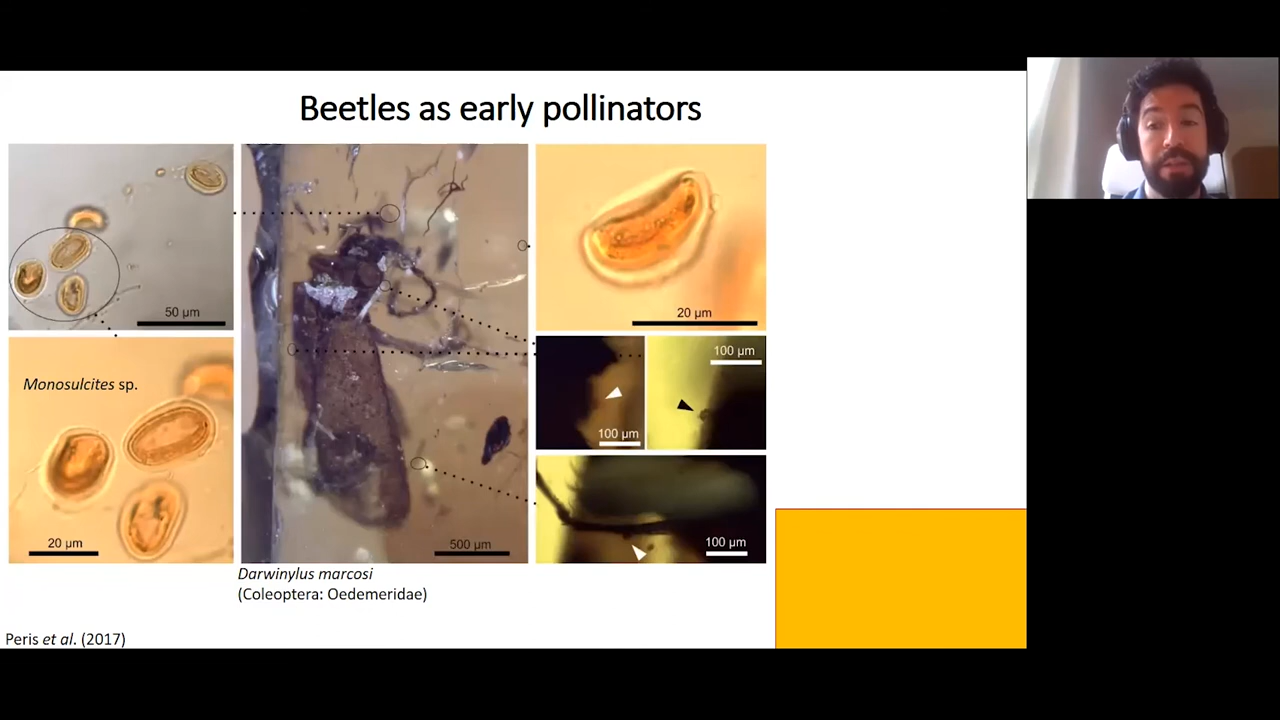 Beetles as early pollinators
50 µm
Monosulcites sp.
20 µm
500 µm
20 µm
100 µm
100 µm
100 µm
Darwinylus marcosi
(Coleoptera: Oedemeridae)
Peris et al. (2017)